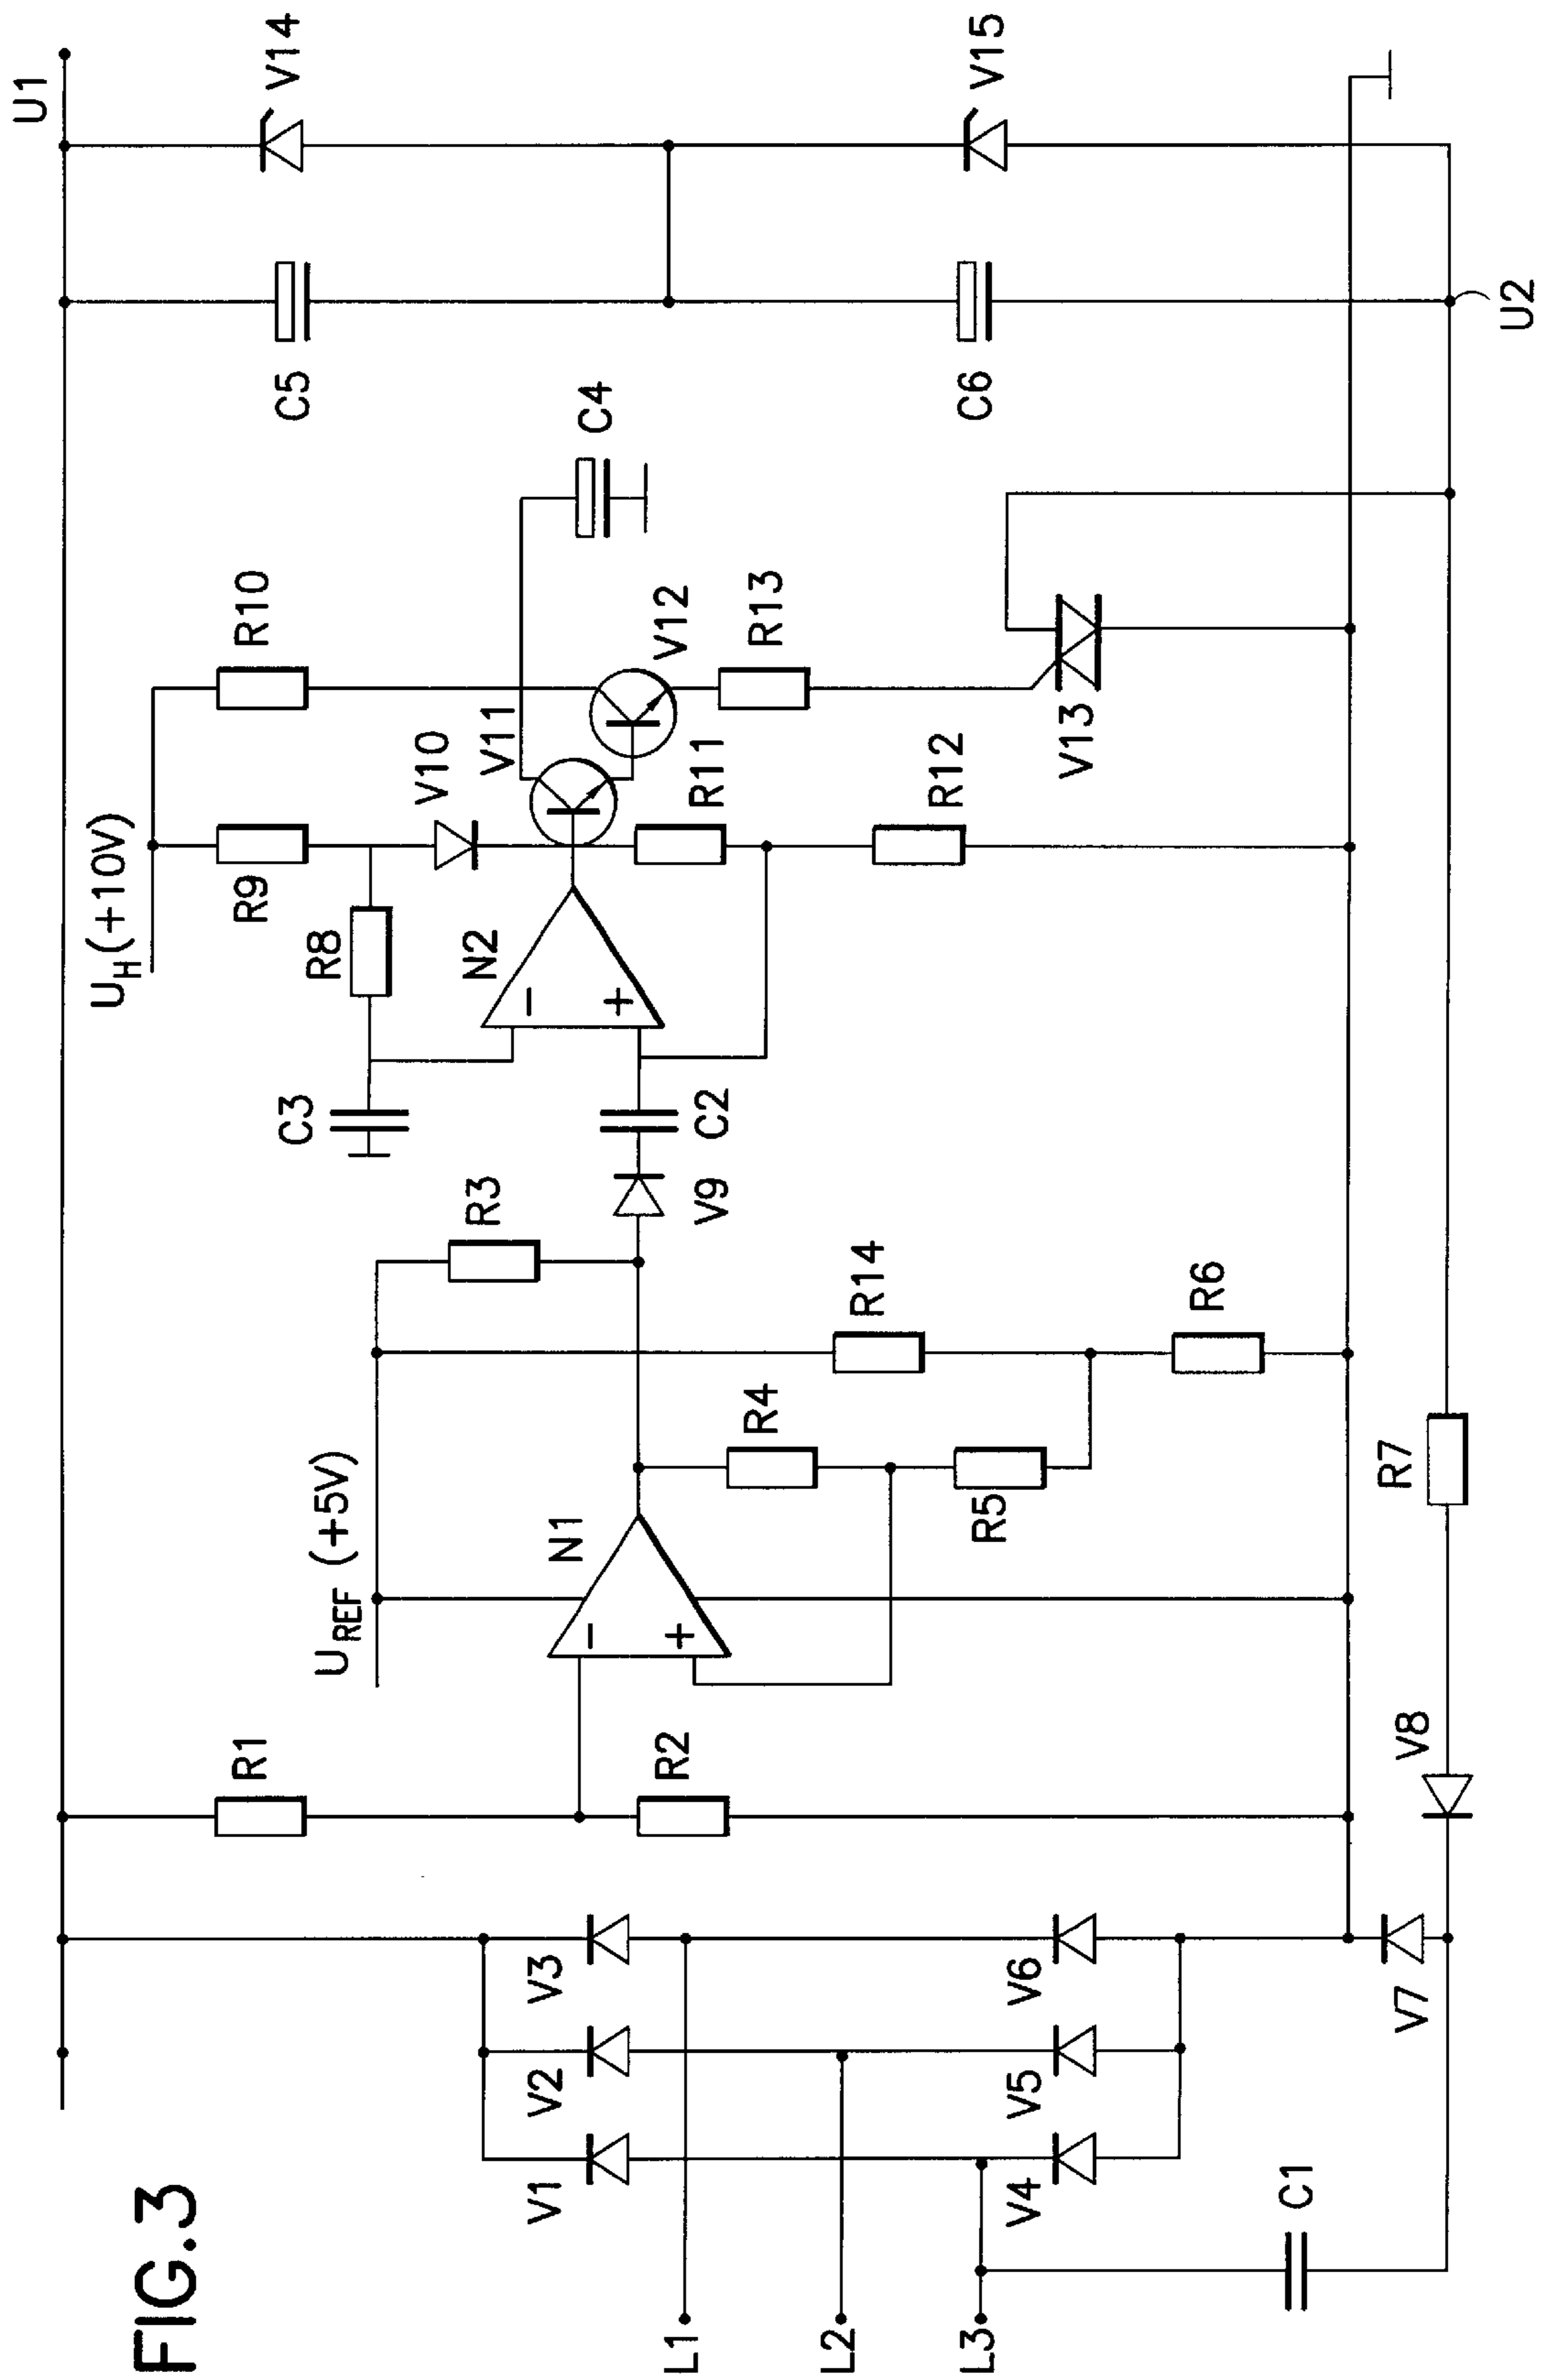 FIG.3
U1
V14
V15
C5
C6
U2
C4
R10
V12
R13
V11
V10
R11
R12
V13
UH(+10V)
R9
R8
N2
−
+
C3
C2
V9
R3
R14
R6
R4
R5
R7
UREF (+5V)
N1
−
+
R1
R2
V8
V3
V6
V7
V2
V5
V1
V4
C1
L1
L2
L3